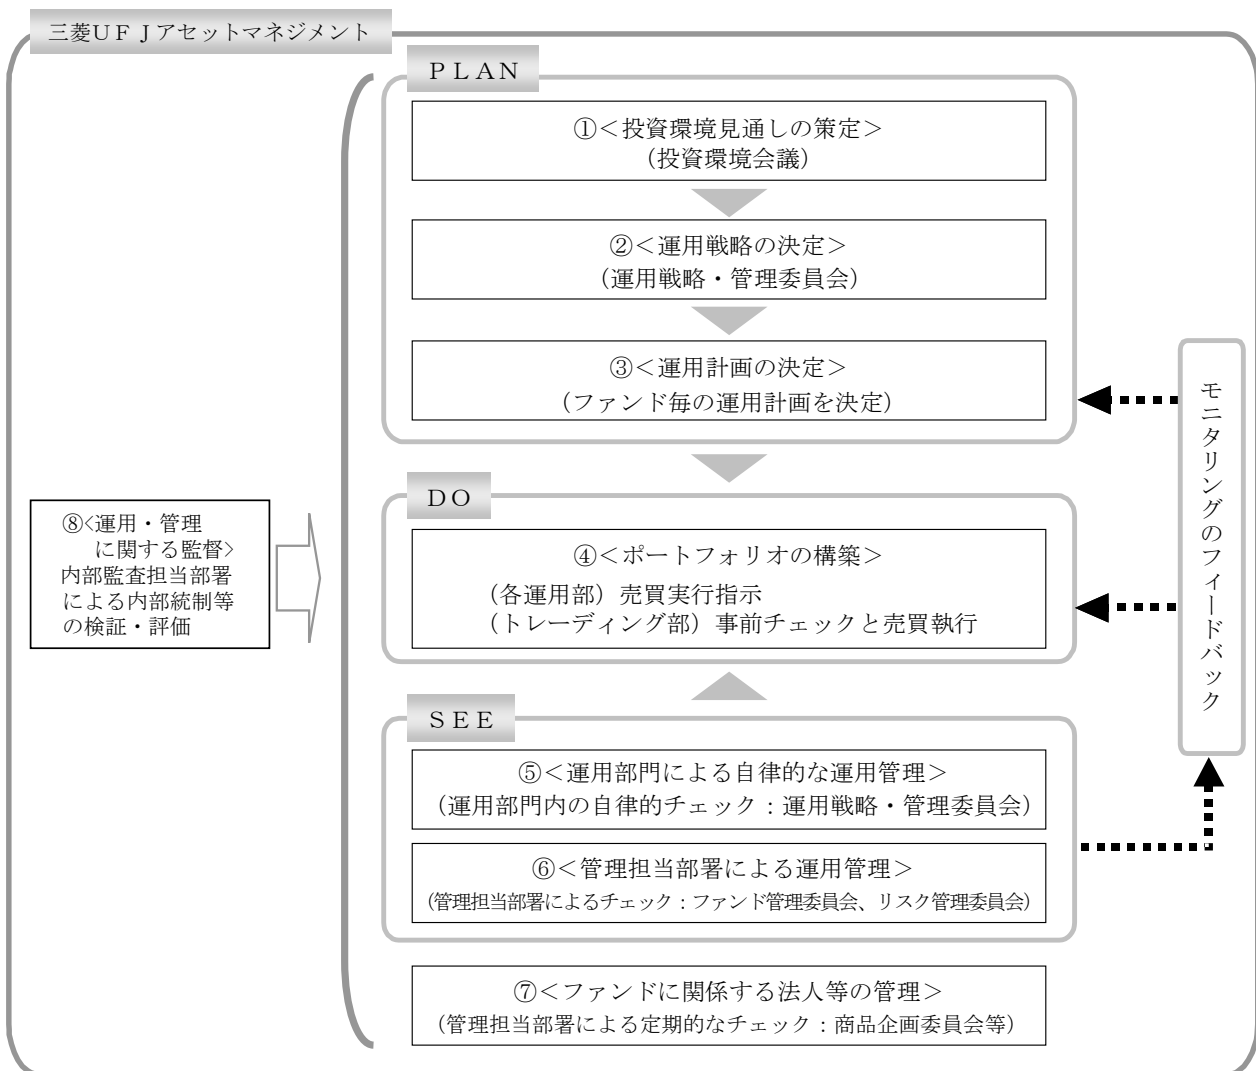 三菱ＵＦＪアセットマネジメント
ＰＬＡＮ
①＜投資環境見通しの策定＞
（投資環境会議）
②＜運用戦略の決定＞
（運用戦略・管理委員会）
③＜運用計画の決定＞
（ファンド毎の運用計画を決定）
ＤＯ
④＜ポートフォリオの構築＞
（各運用部）売買実行指示
（トレーディング部）事前チェックと売買執行
ＳＥＥ
⑤＜運用部門による自律的な運用管理＞
（運用部門内の自律的チェック：運用戦略・管理委員会）
⑥＜管理担当部署による運用管理＞
（管理担当部署によるチェック：ファンド管理委員会、リスク管理委員会）
⑦＜ファンドに関係する法人等の管理＞
（管理担当部署による定期的なチェック：商品企画委員会等）
⑧<運用・管理
に関する監督>
内部監査担当部署
による内部統制等
の検証・評価
モニタリングのフィードバック